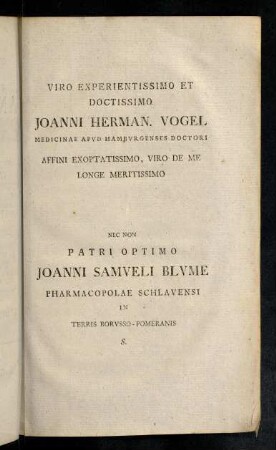 VIRO EXPERIENTISSIMO ET
DOCTISSIMO
JOANNI HERMAN. VOGEL
MEDICINAE APVD HAMBVRGENSES DOCTORI
AFFINI EXOPTATISSIMO, VIRO DE ME
LONGE MERITISSIMO
NEC NON
PATRI OPTIMO
JOANNI SAMVELI BLVME
PHARMACOPOLAE SCHLAVENSI
IN
TERRIS BORVSSO-POMERANIS
S.